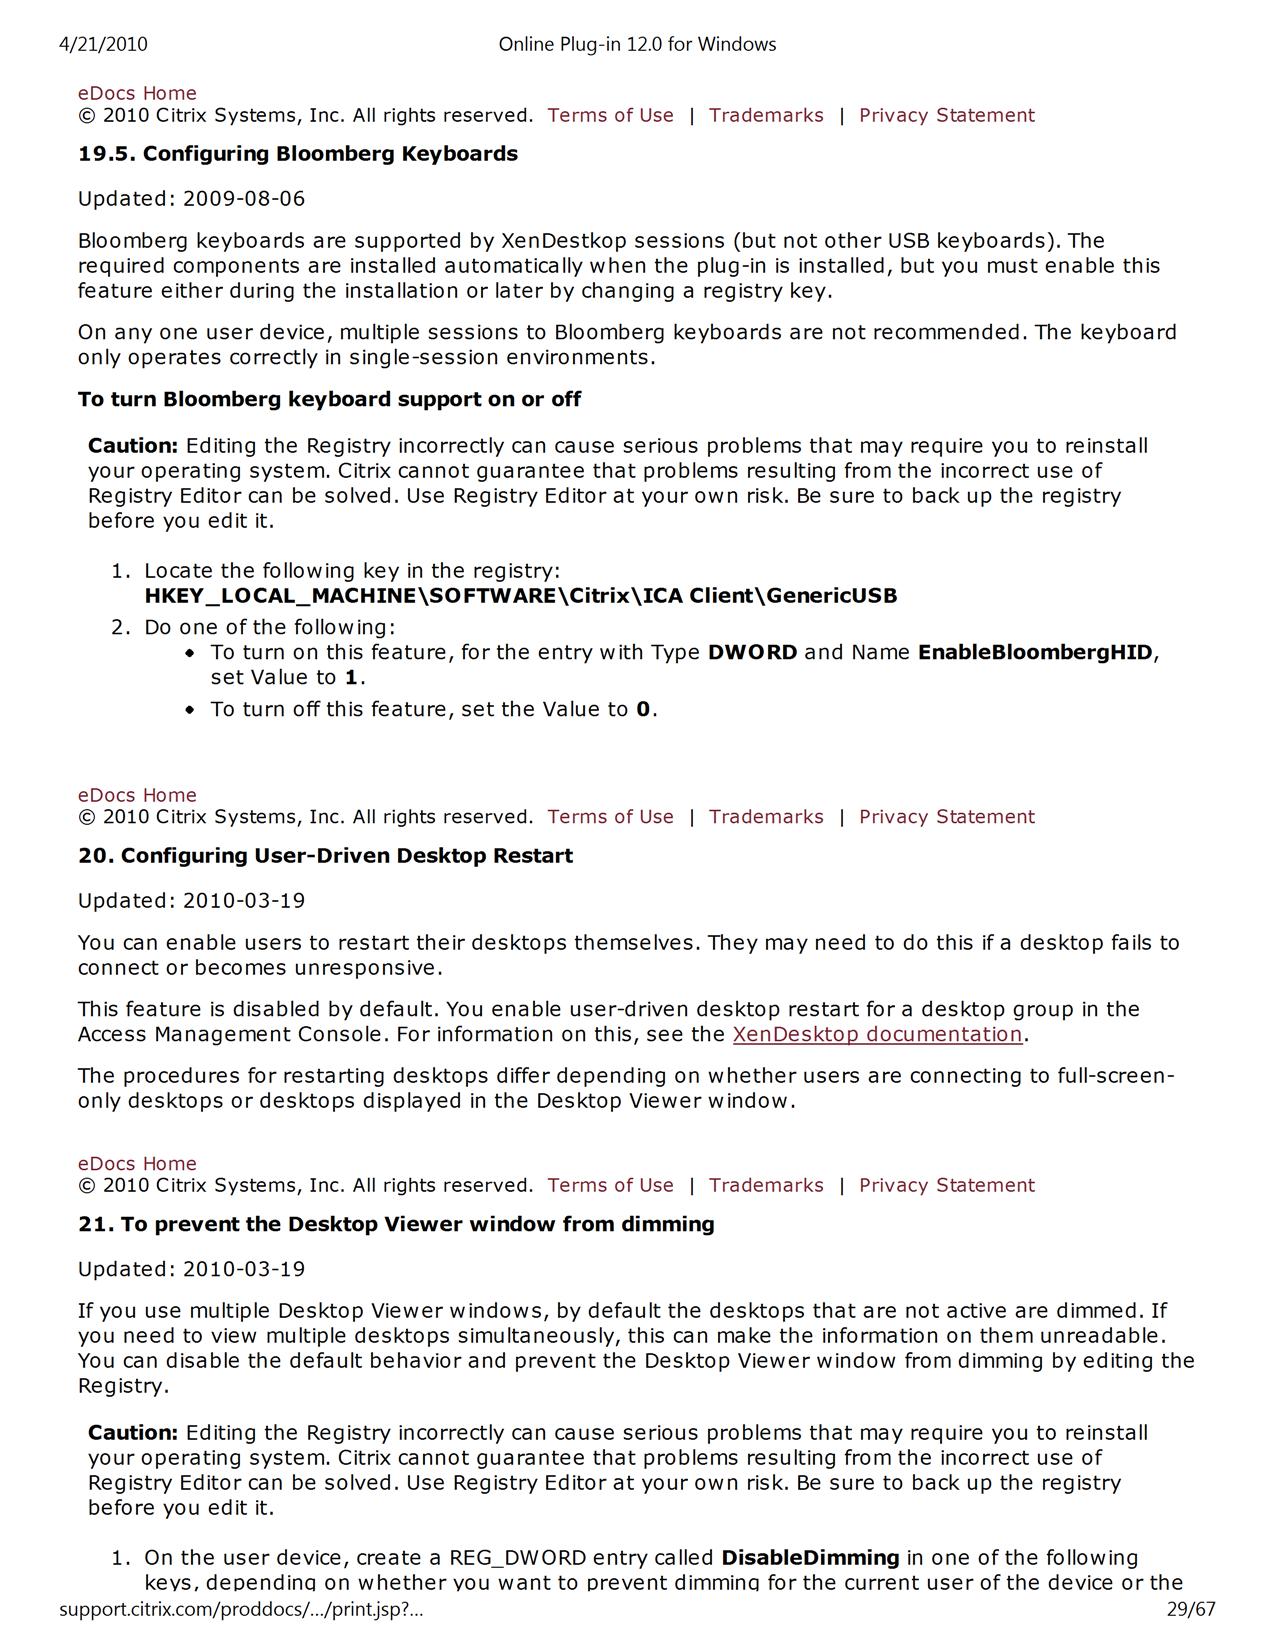 4/21/2010 Online Plug-in 12.0 for Windows
eDocs Home
© 2010 Citrix Systems, Inc. All rights reserved. Terms of Use | Trademarks | Privacy Statement
19.5. Configuring Bloomberg Keyboards
Updated: 2009-08-06
Bloomberg keyboards are supported by XenDestkop sessions (but not other USB keyboards). The
required components are installed automatically when the plug-in is installed, but you must enable this
feature either during the installation or later by changing a registry key.
On any one user device, multiple sessions to Bloomberg keyboards are not recommended. The keyboard
only operates correctly in single-session environments.
To turn Bloomberg keyboard support on or off
Caution: Editing the Registry incorrectly can cause serious problems that may require you to reinstall
your operating system. Citrix cannot guarantee that problems resulting from the incorrect use of
Registry Editor can be solved. Use Registry Editor at your own risk. Be sure to back up the registry
before you edit it.
1. Locate the following key in the registry:
HKEY_LOCAL_MACHINE\SOFTWARE\Citrix\ICA Client\GenericUSB
2. Do one of the following:
• To turn on this feature, for the entry with Type DWORD and Name EnableBloombergHID,
set Value to 1.
• To turn off this feature, set the Value to 0.
eDocs Home
© 2010 Citrix Systems, Inc. All rights reserved. Terms of Use | Trademarks | Privacy Statement
20. Configuring User-Driven Desktop Restart
Updated: 2010-03-19
You can enable users to restart their desktops themselves. They may need to do this if a desktop fails to
connect or becomes unresponsive.
This feature is disabled by default. You enable user-driven desktop restart for a desktop group in the
Access Management Console. For information on this, see the XenDesktop documentation.
The procedures for restarting desktops differ depending on whether users are connecting to full-screen-
only desktops or desktops displayed in the Desktop Viewer window.
eDocs Home
© 2010 Citrix Systems, Inc. All rights reserved. Terms of Use | Trademarks | Privacy Statement
21. To prevent the Desktop Viewer window from dimming
Updated: 2010-03-19
If you use multiple Desktop Viewer windows, by default the desktops that are not active are dimmed. If
you need to view multiple desktops simultaneously, this can make the information on them unreadable.
You can disable the default behavior and prevent the Desktop Viewer window from dimming by editing the
Registry.
Caution: Editing the Registry incorrectly can cause serious problems that may require you to reinstall
your operating system. Citrix cannot guarantee that problems resulting from the incorrect use of
Registry Editor can be solved. Use Registry Editor at your own risk. Be sure to back up the registry
before you edit it.
1. On the user device, create a REG_DWORD entry called DisableDimming in one of the following
keys, depending on whether you want to prevent dimming for the current user of the device or the
support.citrix.com/proddocs/.../print.jsp?... 29/67